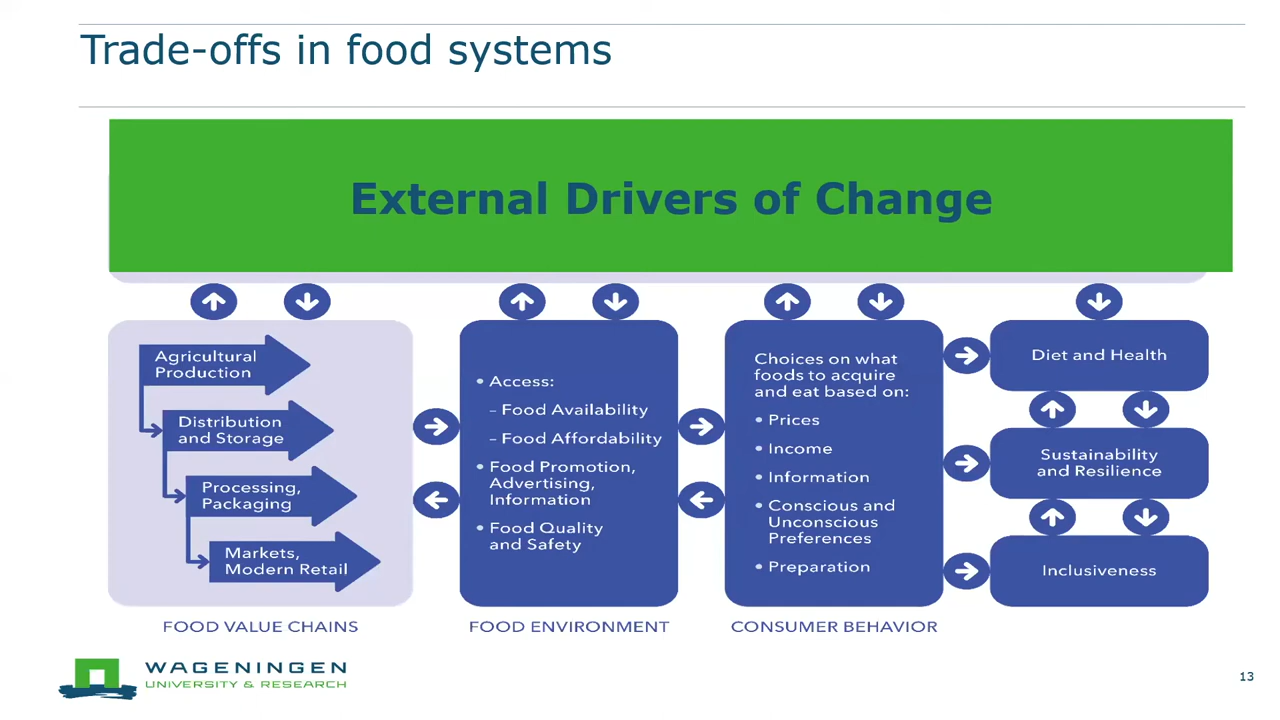 Trade-offs in food systems
External Drivers of Change
Agricultural
Production
Distribution
and Storage
Processing,
Packaging
Markets,
Modern Retail
FOOD VALUE CHAINS
• Access:
– Food Availability
– Food Affordability
• Food Promotion,
Advertising,
Information
• Food Quality
and Safety
FOOD ENVIRONMENT
Choices on what
foods to acquire
and eat based on:
• Prices
• Income
• Information
• Conscious and
Unconscious
Preferences
• Preparation
CONSUMER BEHAVIOR
Diet and Health
Sustainability
and Resilience
Inclusiveness
WAGENINGEN
UNIVERSITY & RESEARCH
13